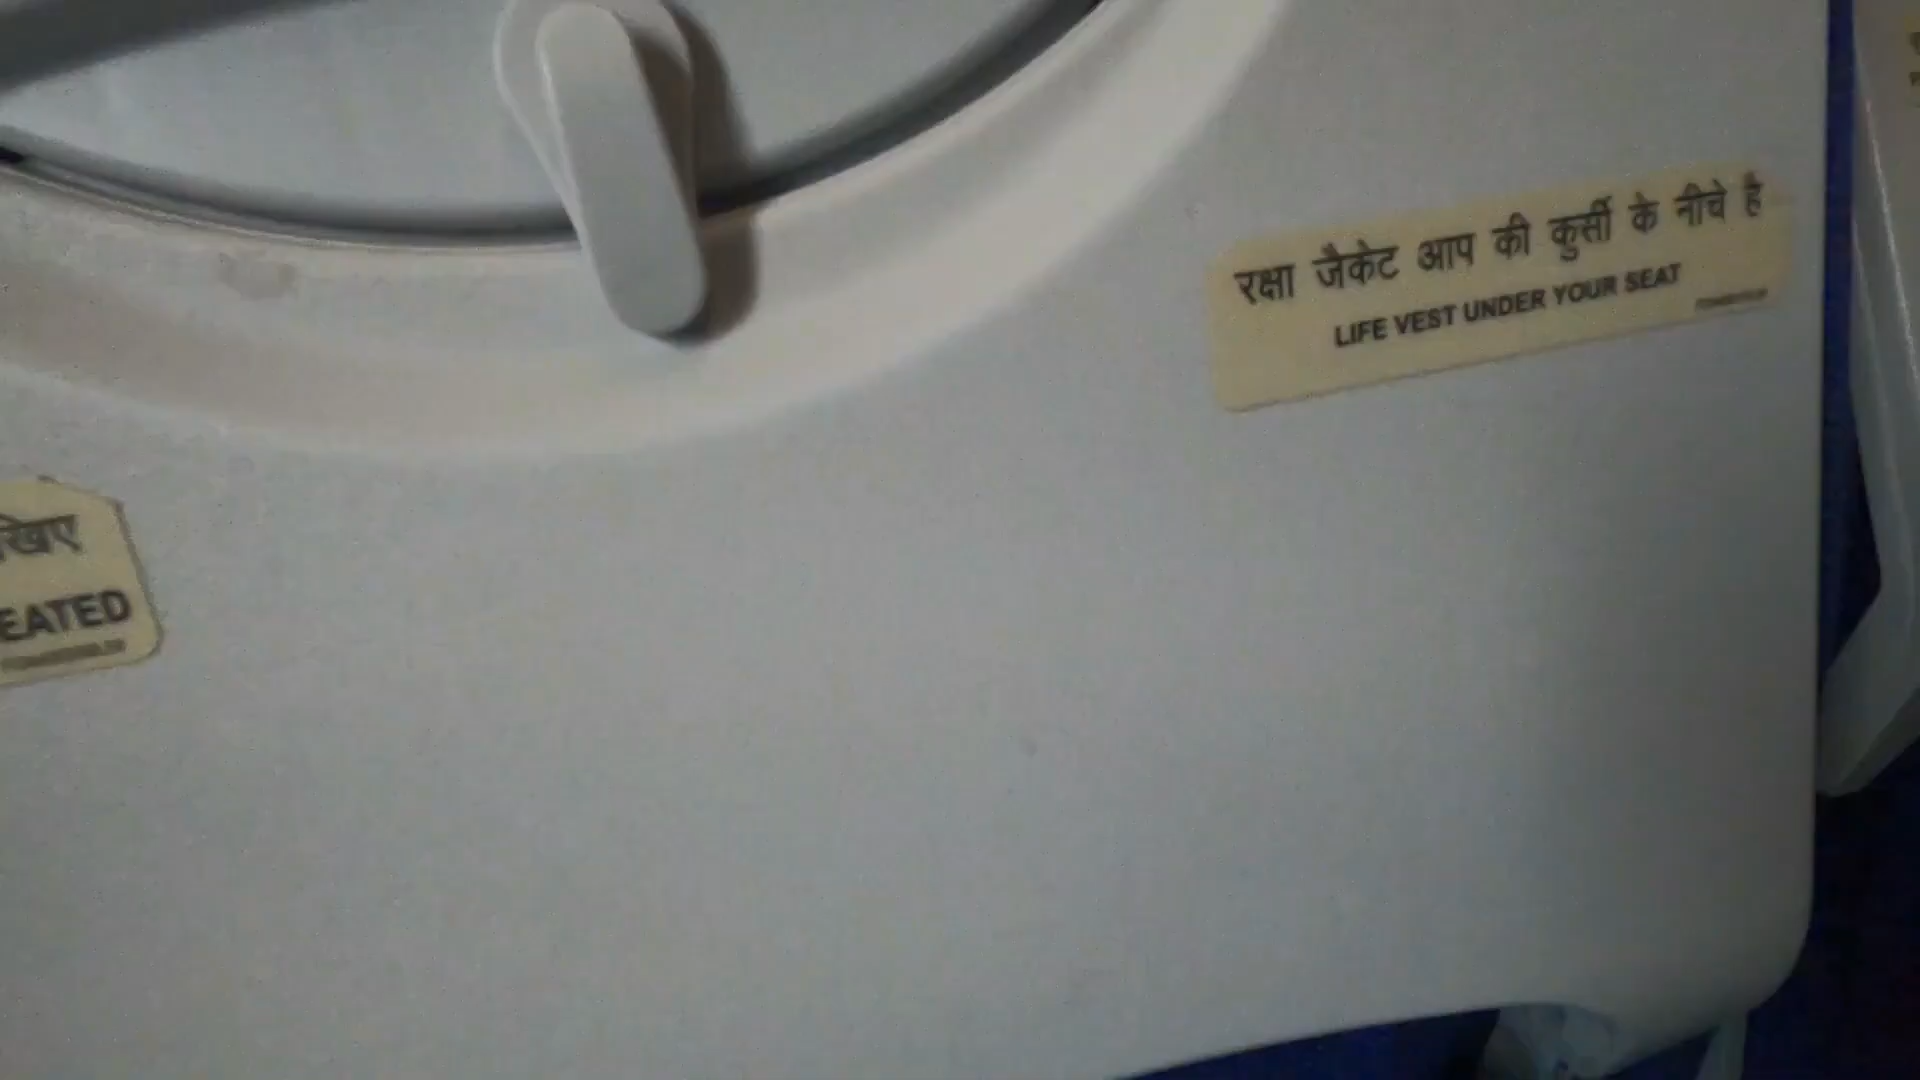 रक्षा जैकेट आप की कुर्सी के नीचे है
LIFE VEST UNDER YOUR SEAT
खिए
EATED